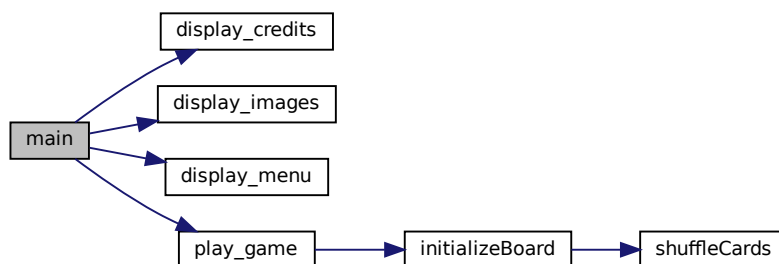 display_credits
display_images
main
display_menu
play_game
initializeBoard
shuffleCards